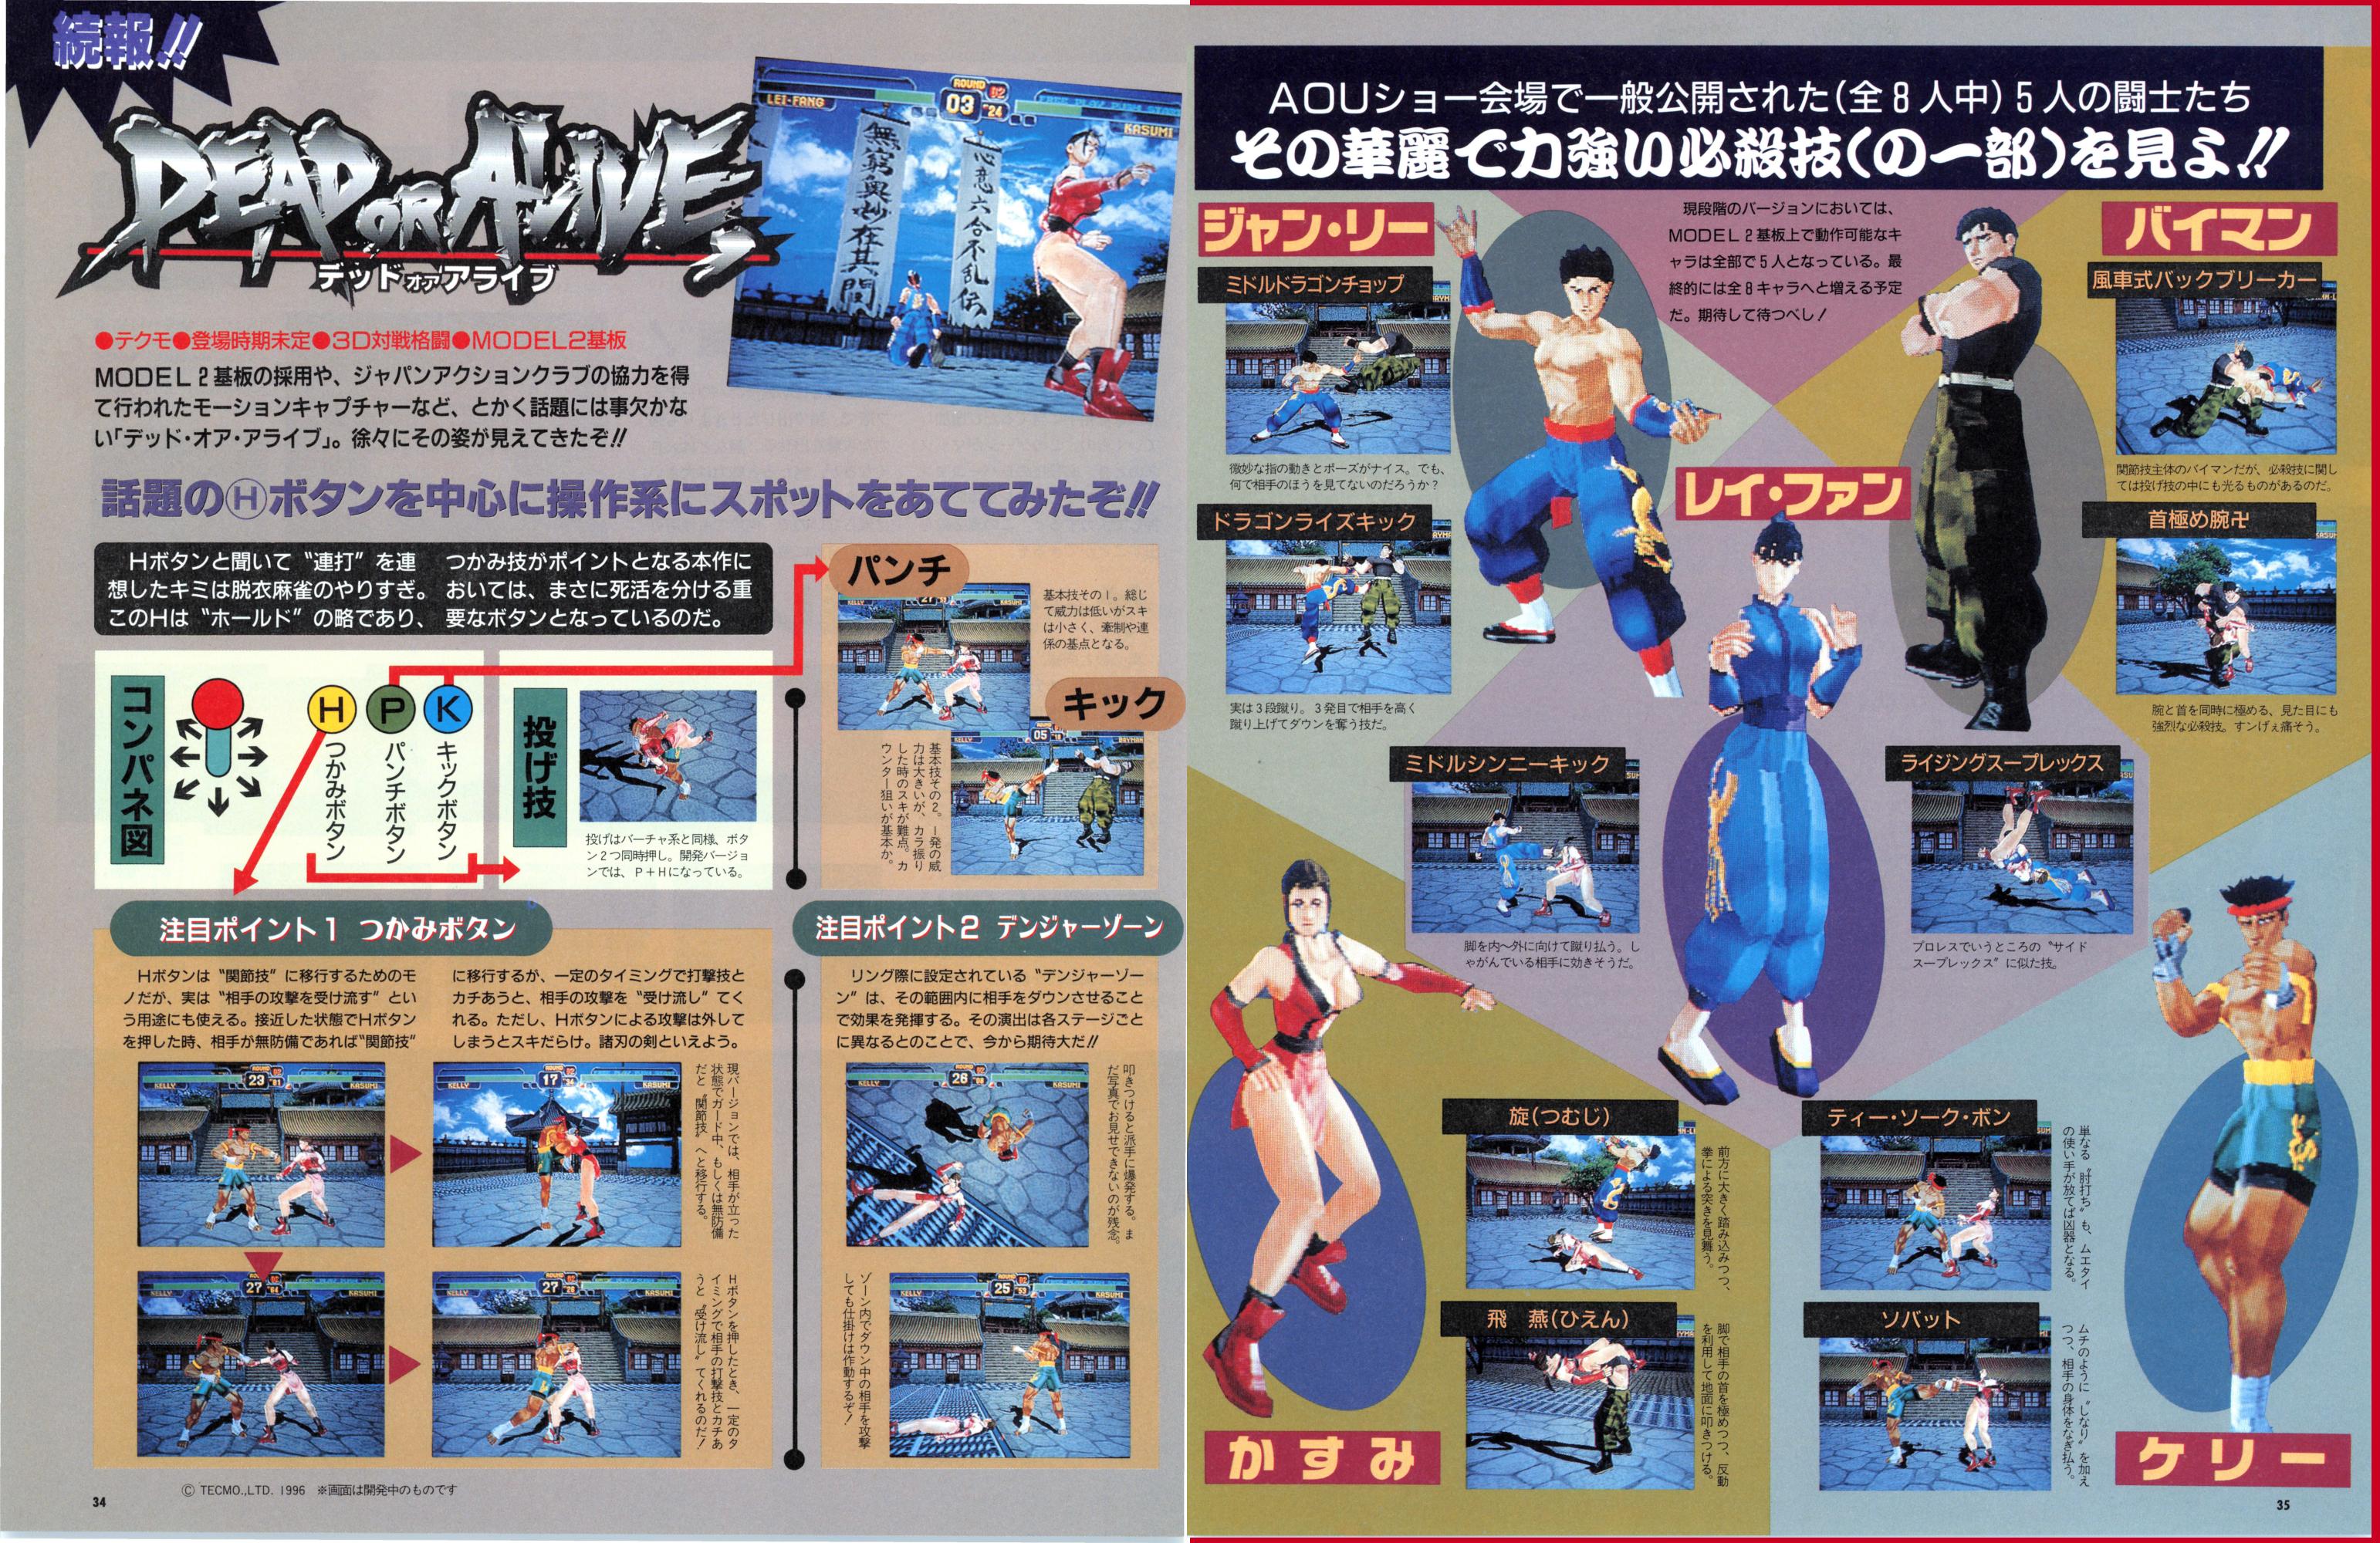 続報!!
DEAD OR ALIVE
デッド オア アライブ
LEI-FANG
ROUND 02
03 "24
KASUMI
無窮奥妙在其門
心意六合不乱伝
●テクモ●登場時期未定●3D対戦格闘●MODEL2基板
MODEL2基板の採用や、ジャパンアクションクラブの協力を得
て行われたモーションキャプチャーなど、とかく話題には事欠かな
い「デッド・オア・アライブ」。徐々にその姿が見えてきたぞ!!
話題のⒽボタンを中心に操作系にスポットをあててみたぞ!!
Hボタンと聞いて〝連打〟を連
想したキミは脱衣麻雀のやりすぎ。
このHは〝ホールド〟の略であり、
つかみ技がポイントとなる本作に
おいては、まさに死活を分ける重
要なボタンとなっているのだ。
コンパネ図
H
P
K
つかみボタン
パンチボタン
キックボタン
投げ技
投げはバーチャ系と同様、ボタ
ン2つ同時押し。開発バージョ
ンでは、P+Hになっている。
パンチ
基本技その1。総じ
て威力は低いがスキ
は小さく、牽制や連
係の基点となる。
キック
基本技その2。一発の威
力は大きいが、カラ振り
した時のスキが難点。カ
ウンター狙いが基本か。
注目ポイント1 つかみボタン
Hボタンは〝関節技〟に移行するためのモ
ノだが、実は〝相手の攻撃を受け流す〟とい
う用途にも使える。接近した状態でHボタン
を押した時、相手が無防備であれば〝関節技〟
に移行するが、一定のタイミングで打撃技と
カチあうと、相手の攻撃を〝受け流し〟てく
れる。ただし、Hボタンによる攻撃は外して
しまうとスキだらけ。諸刃の剣といえよう。
KELLY 23 KASUMI
KELLY 17 KASUMI
現バージョンでは、相手が立った
状態でガード中、もしくは無防備
だと〝関節技〟へと移行する。
KELLY 27 KASUMI
KELLY 27 KASUMI
Hボタンを押したとき、一定のタ
イミングで相手の打撃技とカチあ
うと〝受け流し〟てくれるのだ!
注目ポイント2 デンジャーゾーン
リング際に設定されている〝デンジャーゾー
ン〟は、その範囲内に相手をダウンさせること
で効果を発揮する。その演出は各ステージごと
に異なるとのことで、今から期待大だ!!
KELLY 26 KASUMI
叩きつけると派手に爆発する。ま
だ写真でお見せできないのが残念。
KELLY 25 KASUMI
ゾーン内でダウン中の相手を攻撃
しても仕掛けは作動するぞ!
© TECMO.,LTD. 1996 ※画面は開発中のものです
34
AOUショー会場で一般公開された(全8人中)5人の闘士たち
その華麗で力強い必殺技(の一部)を見よ!!
現段階のバージョンにおいては、
MODEL2基板上で動作可能なキ
ャラは全部で5人となっている。最
終的には全8キャラへと増える予定
だ。期待して待つべし!
ジャン・リー
ミドルドラゴンチョップ
微妙な指の動きとポーズがナイス。でも、
何で相手のほうを見てないのだろうか?
ドラゴンライズキック
実は3段蹴り。3発目で相手を高く
蹴り上げてダウンを奪う技だ。
バイマン
風車式バックブリーカー
関節技主体のバイマンだが、必殺技に関し
ては投げ技の中にも光るものがあるのだ。
首極め腕卍
腕と首を同時に極める、見た目にも
強烈な必殺技。すンげぇ痛そう。
レイ・ファン
ミドルシンニーキック
脚を内〜外に向けて蹴り払う。し
ゃがんでいる相手に効きそうだ。
ライジングスープレックス
プロレスでいうところの〝サイド
スープレックス〟に似た技。
かすみ
旋(つむじ)
前方に大きく踏み込みつつ、
拳による突きを見舞う。
飛 燕(ひえん)
脚で相手の首を極めつつ、反動
を利用して地面に叩きつける。
ケリー
ティー・ソーク・ボン
単なる〝肘打ち〟も、ムエタイ
の使い手が放てば凶器となる。
ソバット
ムチのように〝しなり〟を加え
つつ、相手の身体をなぎ払う。
35